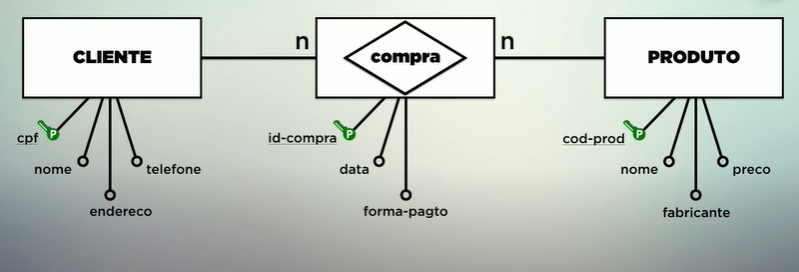 CLIENTE
n
compra
n
PRODUTO
cpf
P
nome
endereco
telefone
id-compra
P
data
forma-pagto
cod-prod
P
nome
fabricante
preco